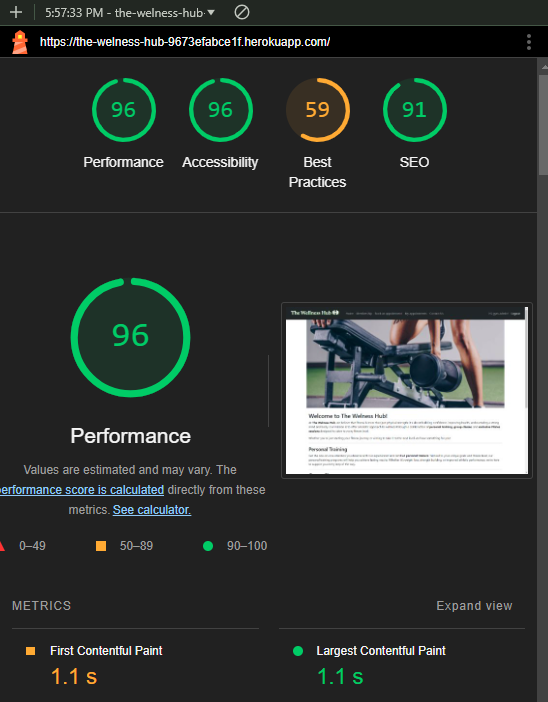 5:57:33 PM - the-welness-hub-
https://the-welness-hub-9673efabce1f.herokuapp.com/
96 96 59 91
Performance Accessibility Best Practices SEO
96
Performance
Values are estimated and may vary. The
performance score is calculated directly from these
metrics. See calculator.
0–49 50–89 90–100
The Wellness Hub
Welcome to The Wellness Hub!
Personal Training
METRICS Expand view
First Contentful Paint Largest Contentful Paint
1.1 s 1.1 s